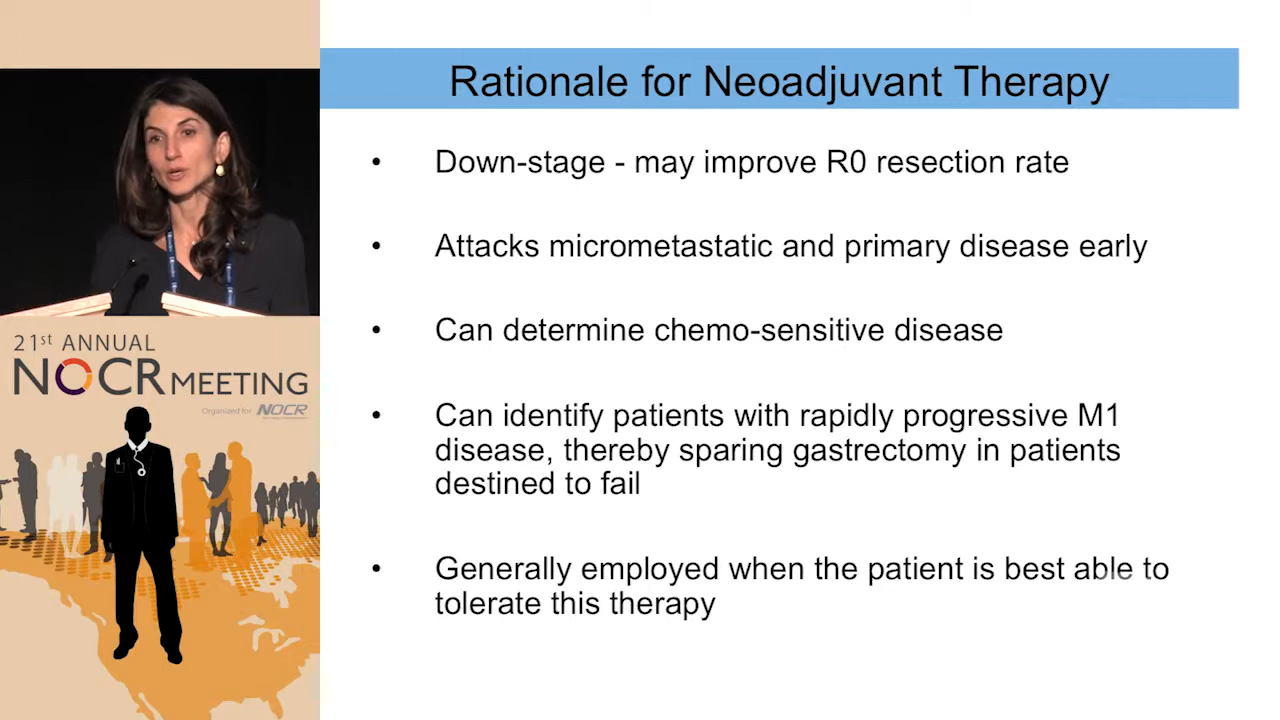 Rationale for Neoadjuvant Therapy
• Down-stage - may improve R0 resection rate
• Attacks micrometastatic and primary disease early
• Can determine chemo-sensitive disease
• Can identify patients with rapidly progressive M1
disease, thereby sparing gastrectomy in patients
destined to fail
• Generally employed when the patient is best able to
tolerate this therapy
21st ANNUAL
NOCR MEETING
Organized for NOCR